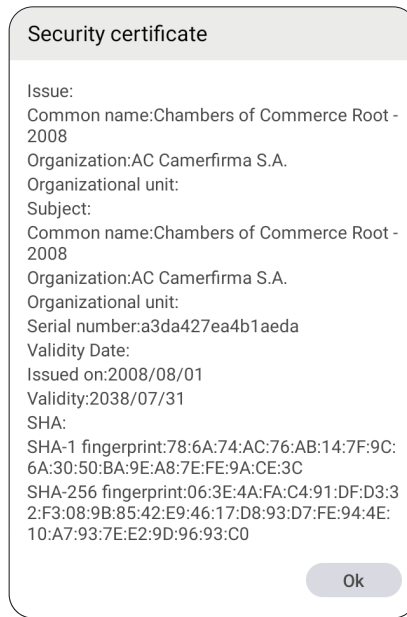 Security certificate
Issue:
Common name:Chambers of Commerce Root -
2008
Organization:AC Camerfirma S.A.
Organizational unit:
Subject:
Common name:Chambers of Commerce Root -
2008
Organization:AC Camerfirma S.A.
Organizational unit:
Serial number:a3da427ea4b1aeda
Validity Date:
Issued on:2008/08/01
Validity:2038/07/31
SHA:
SHA-1 fingerprint:78:6A:74:AC:76:AB:14:7F:9C:
6A:30:50:BA:9E:A8:7E:FE:9A:CE:3C
SHA-256 fingerprint:06:3E:4A:FA:C4:91:DF:D3:3
2:F3:08:9B:85:42:E9:46:17:D8:93:D7:FE:94:4E:
10:A7:93:7E:E2:9D:96:93:C0
Ok